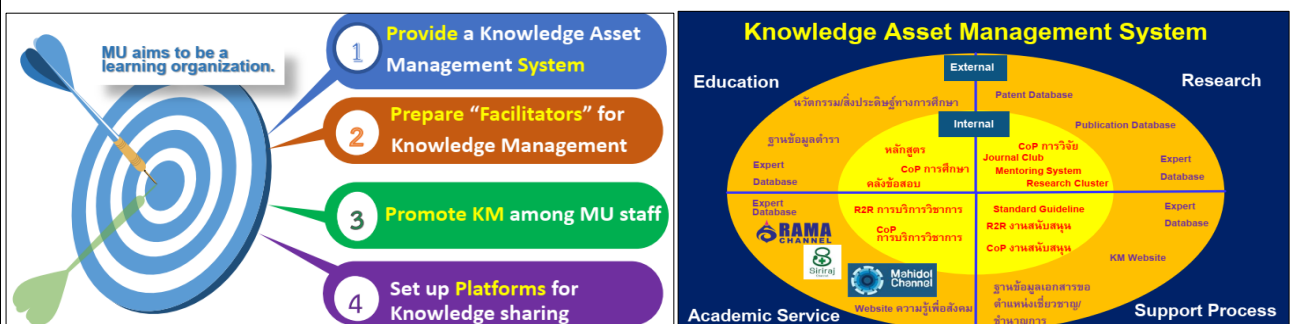 MU aims to be a
learning organization.
1
Provide a Knowledge Asset
Management System
2
Prepare “Facilitators” for
Knowledge Management
3
Promote KM among MU staff
4
Set up Platforms for
Knowledge sharing
Knowledge Asset Management System
Education
Research
External
นวัตกรรม/สิ่งประดิษฐ์ทางการศึกษา
Patent Database
ฐานข้อมูลตำรา
Publication Database
Expert
Database
Expert
Database
Internal
หลักสูตร
CoP การศึกษา
คลังข้อสอบ
CoP การวิจัย
Journal Club
Mentoring System
Research Cluster
Expert
Database
RAMA
CHANNEL
Siriraj
Mahidol
Channel
Website ความรู้เพื่อสังคม
R2R การบริการวิชาการ
CoP
การบริการวิชาการ
Standard Guideline
R2R งานสนับสนุน
CoP งานสนับสนุน
Expert
Database
KM Website
ฐานข้อมูลเอกสารขอ
ตำแหน่งเชี่ยวชาญ/
ชำนาญการ
Academic Service
Support Process